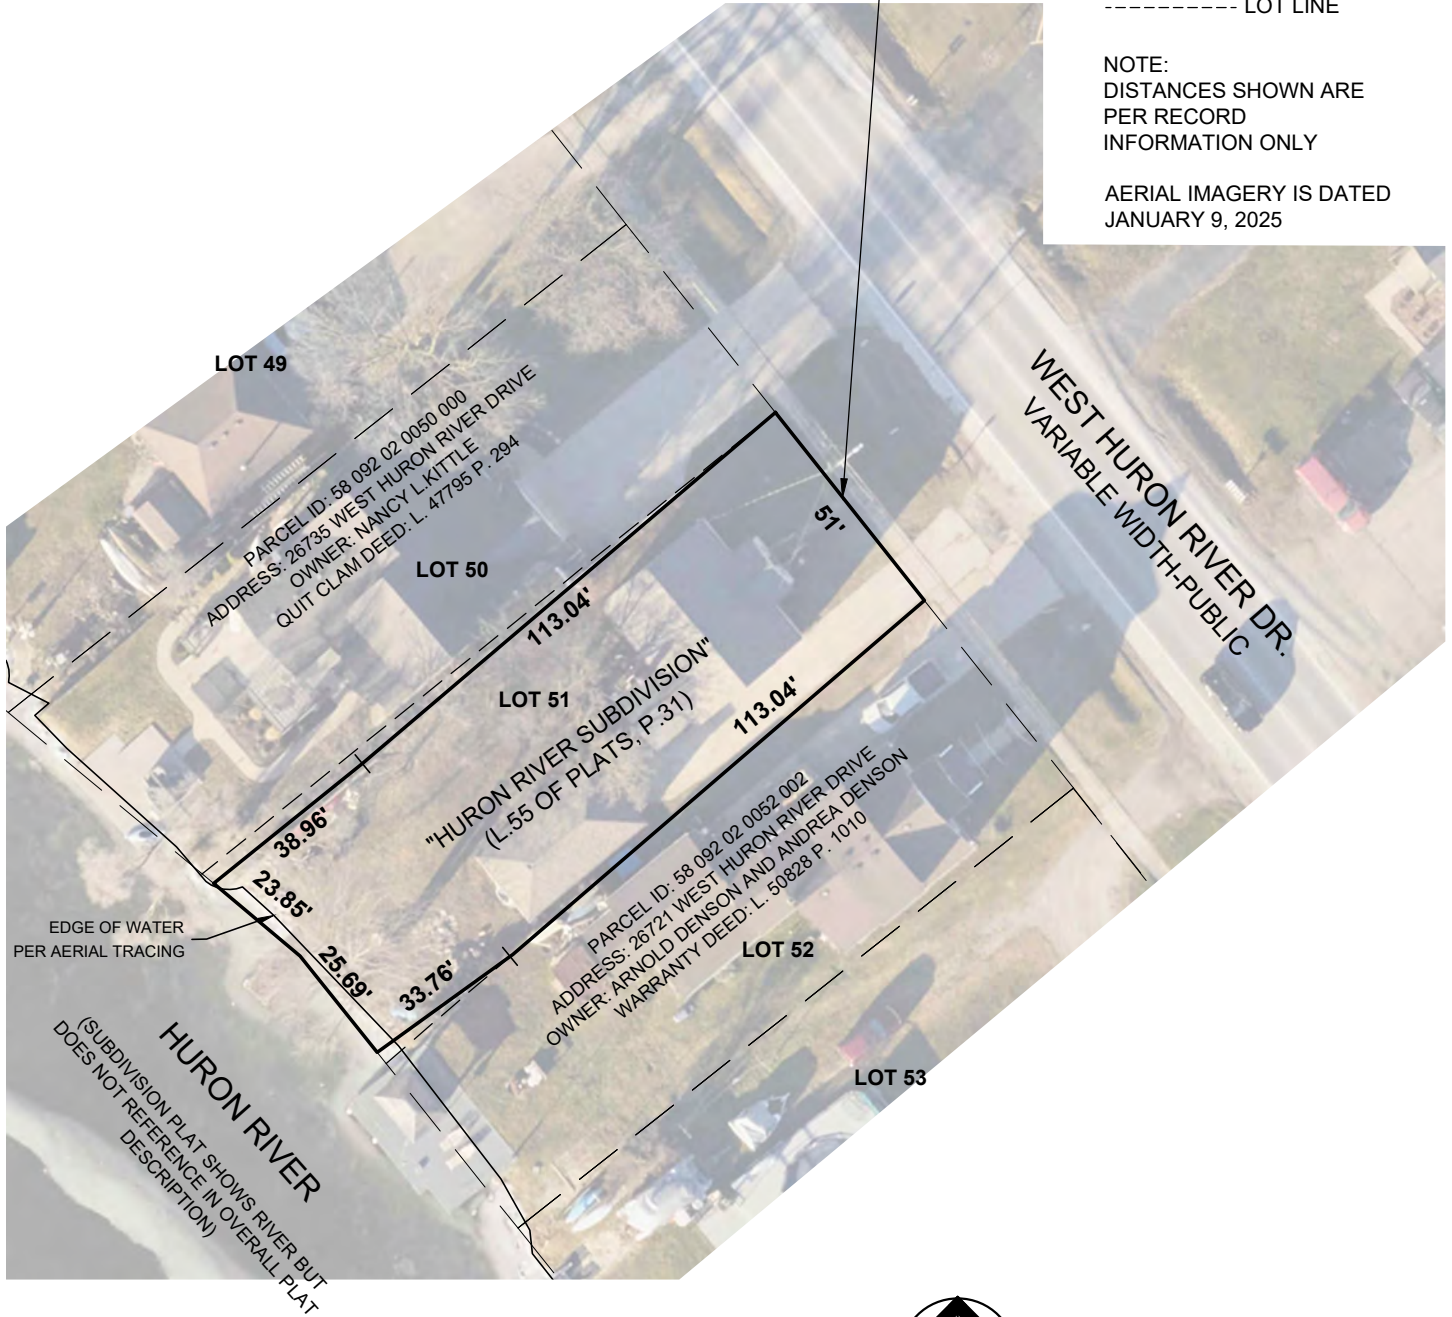 ---------- LOT LINE
NOTE:
DISTANCES SHOWN ARE
PER RECORD
INFORMATION ONLY
AERIAL IMAGERY IS DATED
JANUARY 9, 2025
LOT 49
PARCEL ID: 58 092 02 0050 000
ADDRESS: 26735 WEST HURON RIVER DRIVE
OWNER: NANCY L.KITTLE
QUIT CLAM DEED: L. 47795 P. 294
LOT 50
WEST HURON RIVER DR.
VARIABLE WIDTH-PUBLIC
51'
113.04'
LOT 51
"HURON RIVER SUBDIVISION"
(L.55 OF PLATS, P.31)
113.04'
38.96'
23.85'
25.69'
33.76'
EDGE OF WATER
PER AERIAL TRACING
PARCEL ID: 58 092 02 0052 002
ADDRESS: 26721 WEST HURON RIVER DRIVE
OWNER: ARNOLD DENSON AND ANDREA DENSON
WARRANTY DEED: L. 50828 P. 1010
LOT 52
LOT 53
HURON RIVER
(SUBDIVISION PLAT SHOWS RIVER BUT
DOES NOT REFERENCE IN OVERALL PLAT
DESCRIPTION)